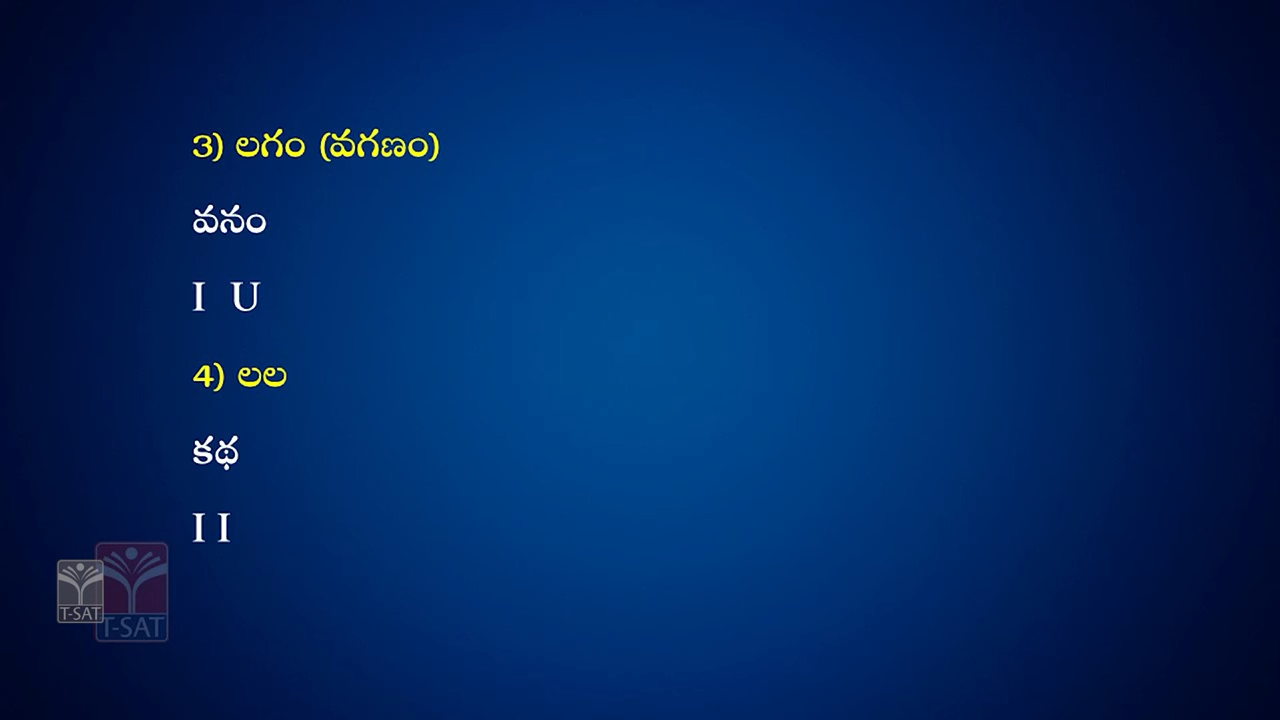 3) లగం (వగణం)
వనం
I U
4) లల
కథ
I I
T-SAT
T-SAT